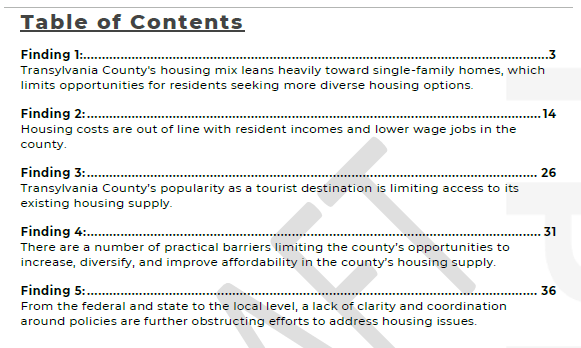 Table of Contents
Finding 1:........................................................................................................................3
Transylvania County's housing mix leans heavily toward single-family homes, which
limits opportunities for residents seeking more diverse housing options.
Finding 2:......................................................................................................................14
Housing costs are out of line with resident incomes and lower wage jobs in the
county.
Finding 3:...................................................................................................................... 26
Transylvania County's popularity as a tourist destination is limiting access to its
existing housing supply.
Finding 4:...................................................................................................................... 31
There are a number of practical barriers limiting the county's opportunities to
increase, diversify, and improve affordability in the county's housing supply.
Finding 5:...................................................................................................................... 36
From the federal and state to the local level, a lack of clarity and coordination
around policies are further obstructing efforts to address housing issues.
AFT